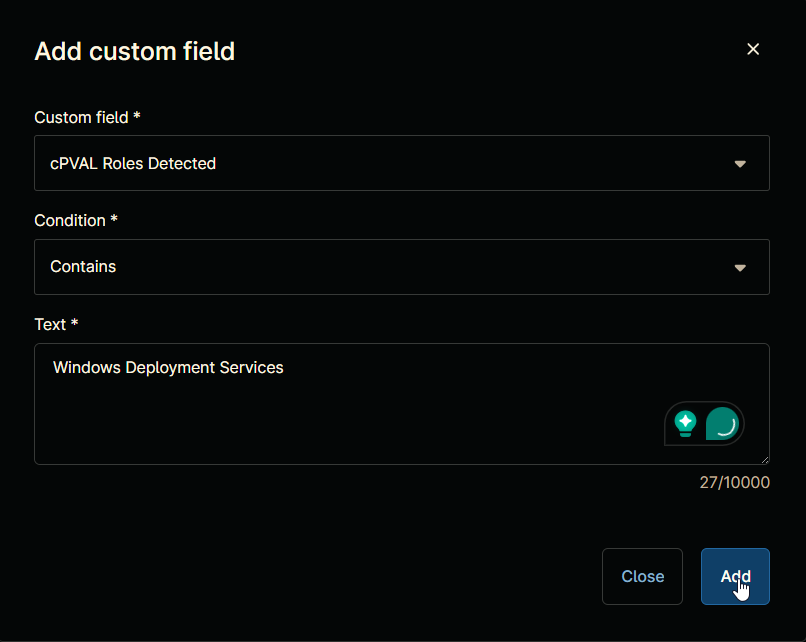 Add custom field
Custom field *
cPVAL Roles Detected
Condition *
Contains
Text *
Windows Deployment Services
27/10000
Close
Add